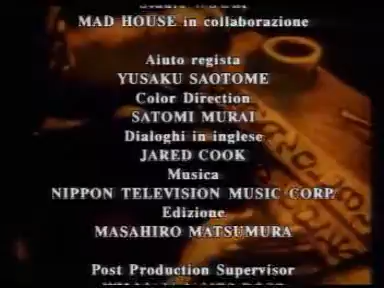 MAD HOUSE in collaborazione
Aiuto regista
YUSAKU SAOTOME
Color Direction
SATOMI MURAI
Dialoghi in inglese
JARED COOK
Musica
NIPPON TELEVISION MUSIC CORP.
Edizione
MASAHIRO MATSUMURA
Post Production Supervisor